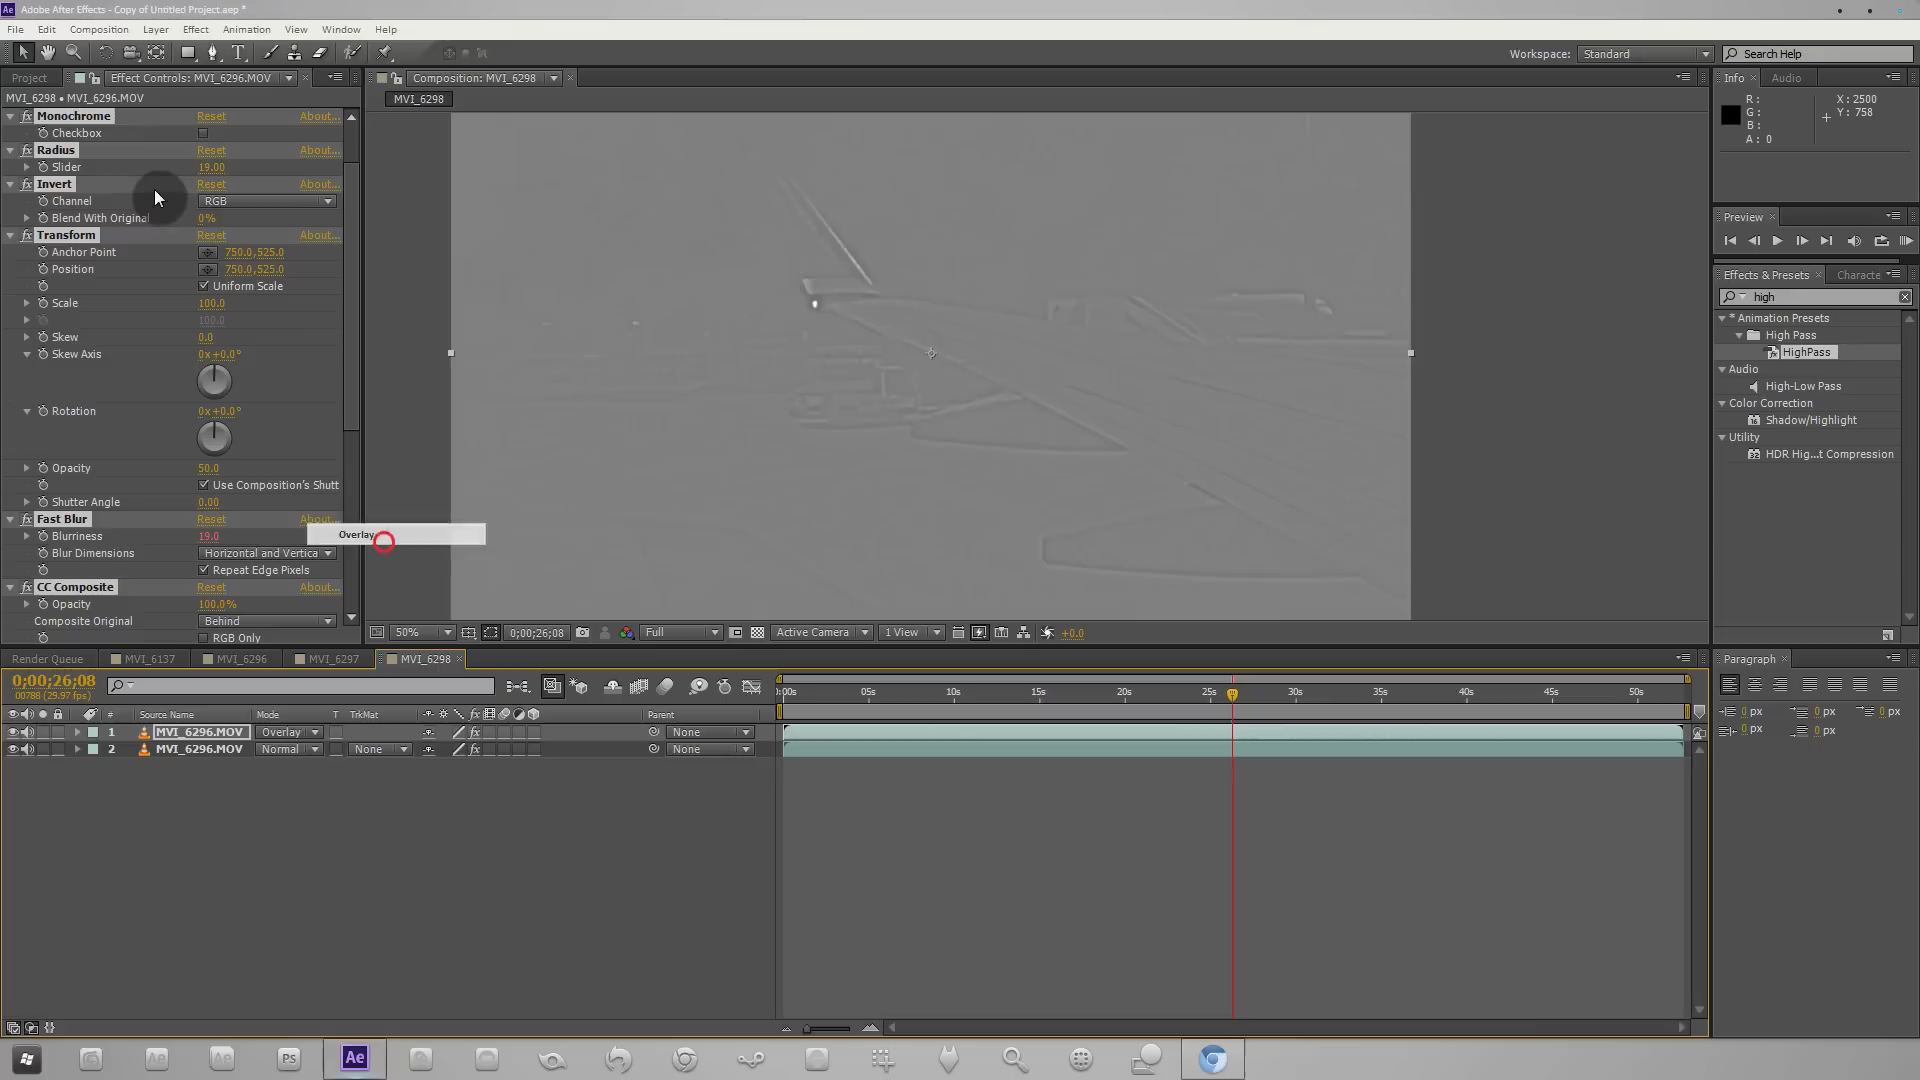 Adobe After Effects - Copy of Untitled Project.aep *
File Edit Composition Layer Effect Animation View Window Help
Workspace: Standard Search Help
Project Effect Controls: MVI_6296.MOV Composition: MVI_6298 Info Audio
MVI_6298 • MVI_6296.MOV MVI_6298
R: X: 2500
G: Y: 758
B:
A: 0
Monochrome Reset About...
Checkbox
Radius Reset About...
Slider 19.00
Invert Reset About...
Channel RGB
Blend With Original 0%
Transform Reset About...
Anchor Point 750.0,525.0
Position 750.0,525.0
Uniform Scale
Scale 100.0
100.0
Skew 0.0
Skew Axis 0x+0.0°
Rotation 0x+0.0°
Opacity 50.0
Use Composition's Shutt
Shutter Angle 0.00
Fast Blur Reset About...
Blurriness 19.0
Overlay
Blur Dimensions Horizontal and Vertica
Repeat Edge Pixels
CC Composite Reset About...
Opacity 100.0%
Composite Original Behind
RGB Only
50% 0;00;26;08 Full Active Camera 1 View +0.0
Preview
Effects & Presets Characte
high
* Animation Presets
High Pass
HighPass
Audio
High-Low Pass
Color Correction
Shadow/Highlight
Utility
HDR Hig...t Compression
Render Queue MVI_6137 MVI_6296 MVI_6297 MVI_6298
0;00;26;08
00788 (29.97 fps)
# Source Name Mode T TrkMat Parent
1 MVI_6296.MOV Overlay None
2 MVI_6296.MOV Normal None None
):00s 05s 10s 15s 20s 25s 30s 35s 40s 45s 50s
Paragraph
0 px 0 px 0 px
0 px 0 px
Ae Ae Ps Ae